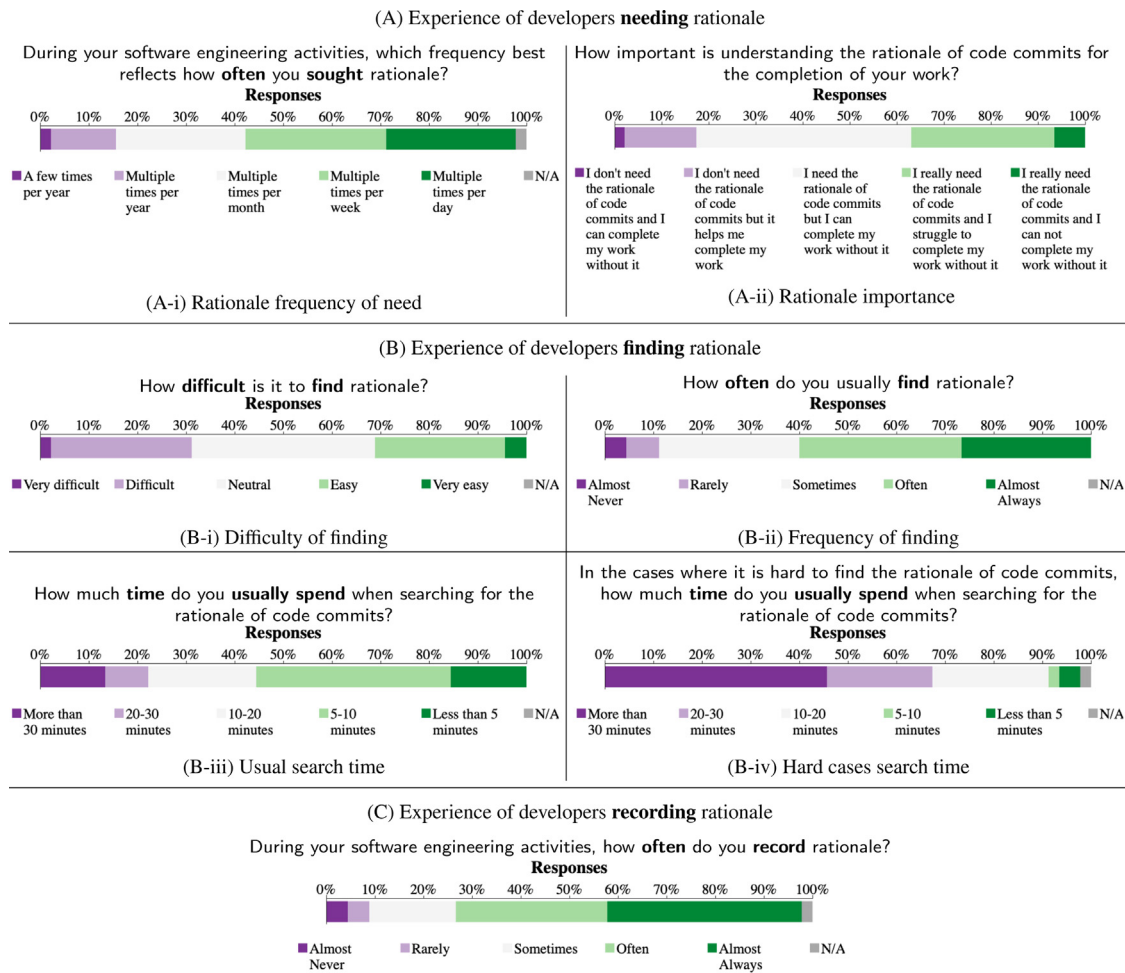 (A) Experience of developers needing rationale
During your software engineering activities, which frequency best
reflects how often you sought rationale?
Responses
0% 10% 20% 30% 40% 50% 60% 70% 80% 90% 100%
A few times
per year
Multiple
times per
year
Multiple
times per
month
Multiple
times per
week
Multiple
times per
day
N/A
(A-i) Rationale frequency of need
How important is understanding the rationale of code commits for
the completion of your work?
Responses
0% 10% 20% 30% 40% 50% 60% 70% 80% 90% 100%
I don't need
the rationale
of code
commits and I
can complete
my work
without it
I don't need
the rationale
of code
commits but it
helps me
complete my
work
I need the
rationale of
code commits
but I can
complete my
work without it
I really need
the rationale
of code
commits and I
struggle to
complete my
work without it
I really need
the rationale
of code
commits and I
can not
complete my
work without it
(A-ii) Rationale importance
(B) Experience of developers finding rationale
How difficult is it to find rationale?
Responses
0% 10% 20% 30% 40% 50% 60% 70% 80% 90% 100%
Very difficult
Difficult
Neutral
Easy
Very easy
N/A
(B-i) Difficulty of finding
How often do you usually find rationale?
Responses
0% 10% 20% 30% 40% 50% 60% 70% 80% 90% 100%
Almost
Never
Rarely
Sometimes
Often
Almost
Always
N/A
(B-ii) Frequency of finding
How much time do you usually spend when searching for the
rationale of code commits?
Responses
0% 10% 20% 30% 40% 50% 60% 70% 80% 90% 100%
More than
30 minutes
20-30
minutes
10-20
minutes
5-10
minutes
Less than 5
minutes
N/A
(B-iii) Usual search time
In the cases where it is hard to find the rationale of code commits,
how much time do you usually spend when searching for the
rationale of code commits?
Responses
0% 10% 20% 30% 40% 50% 60% 70% 80% 90% 100%
More than
30 minutes
20-30
minutes
10-20
minutes
5-10
minutes
Less than 5
minutes
N/A
(B-iv) Hard cases search time
(C) Experience of developers recording rationale
During your software engineering activities, how often do you record rationale?
Responses
0% 10% 20% 30% 40% 50% 60% 70% 80% 90% 100%
Almost
Never
Rarely
Sometimes
Often
Almost
Always
N/A